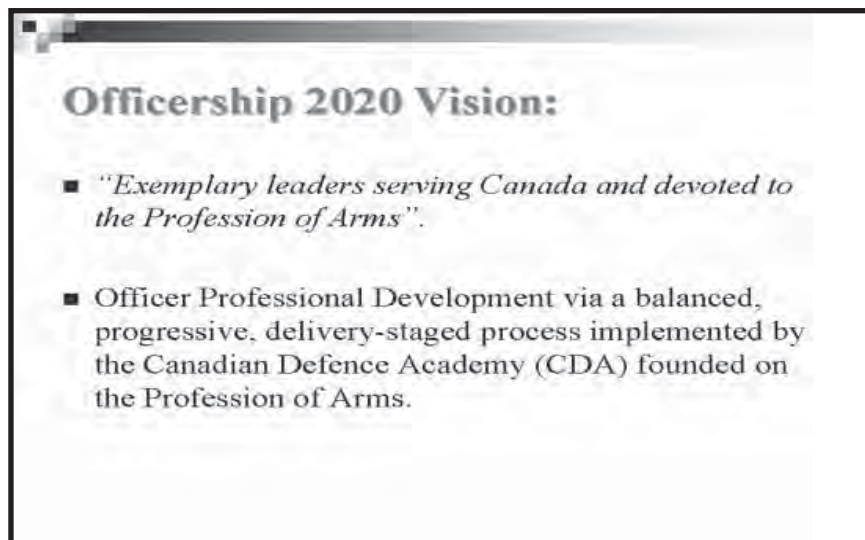 Officership 2020 Vision:
■ "Exemplary leaders serving Canada and devoted to
the Profession of Arms".
■ Officer Professional Development via a balanced,
progressive, delivery-staged process implemented by
the Canadian Defence Academy (CDA) founded on
the Profession of Arms.